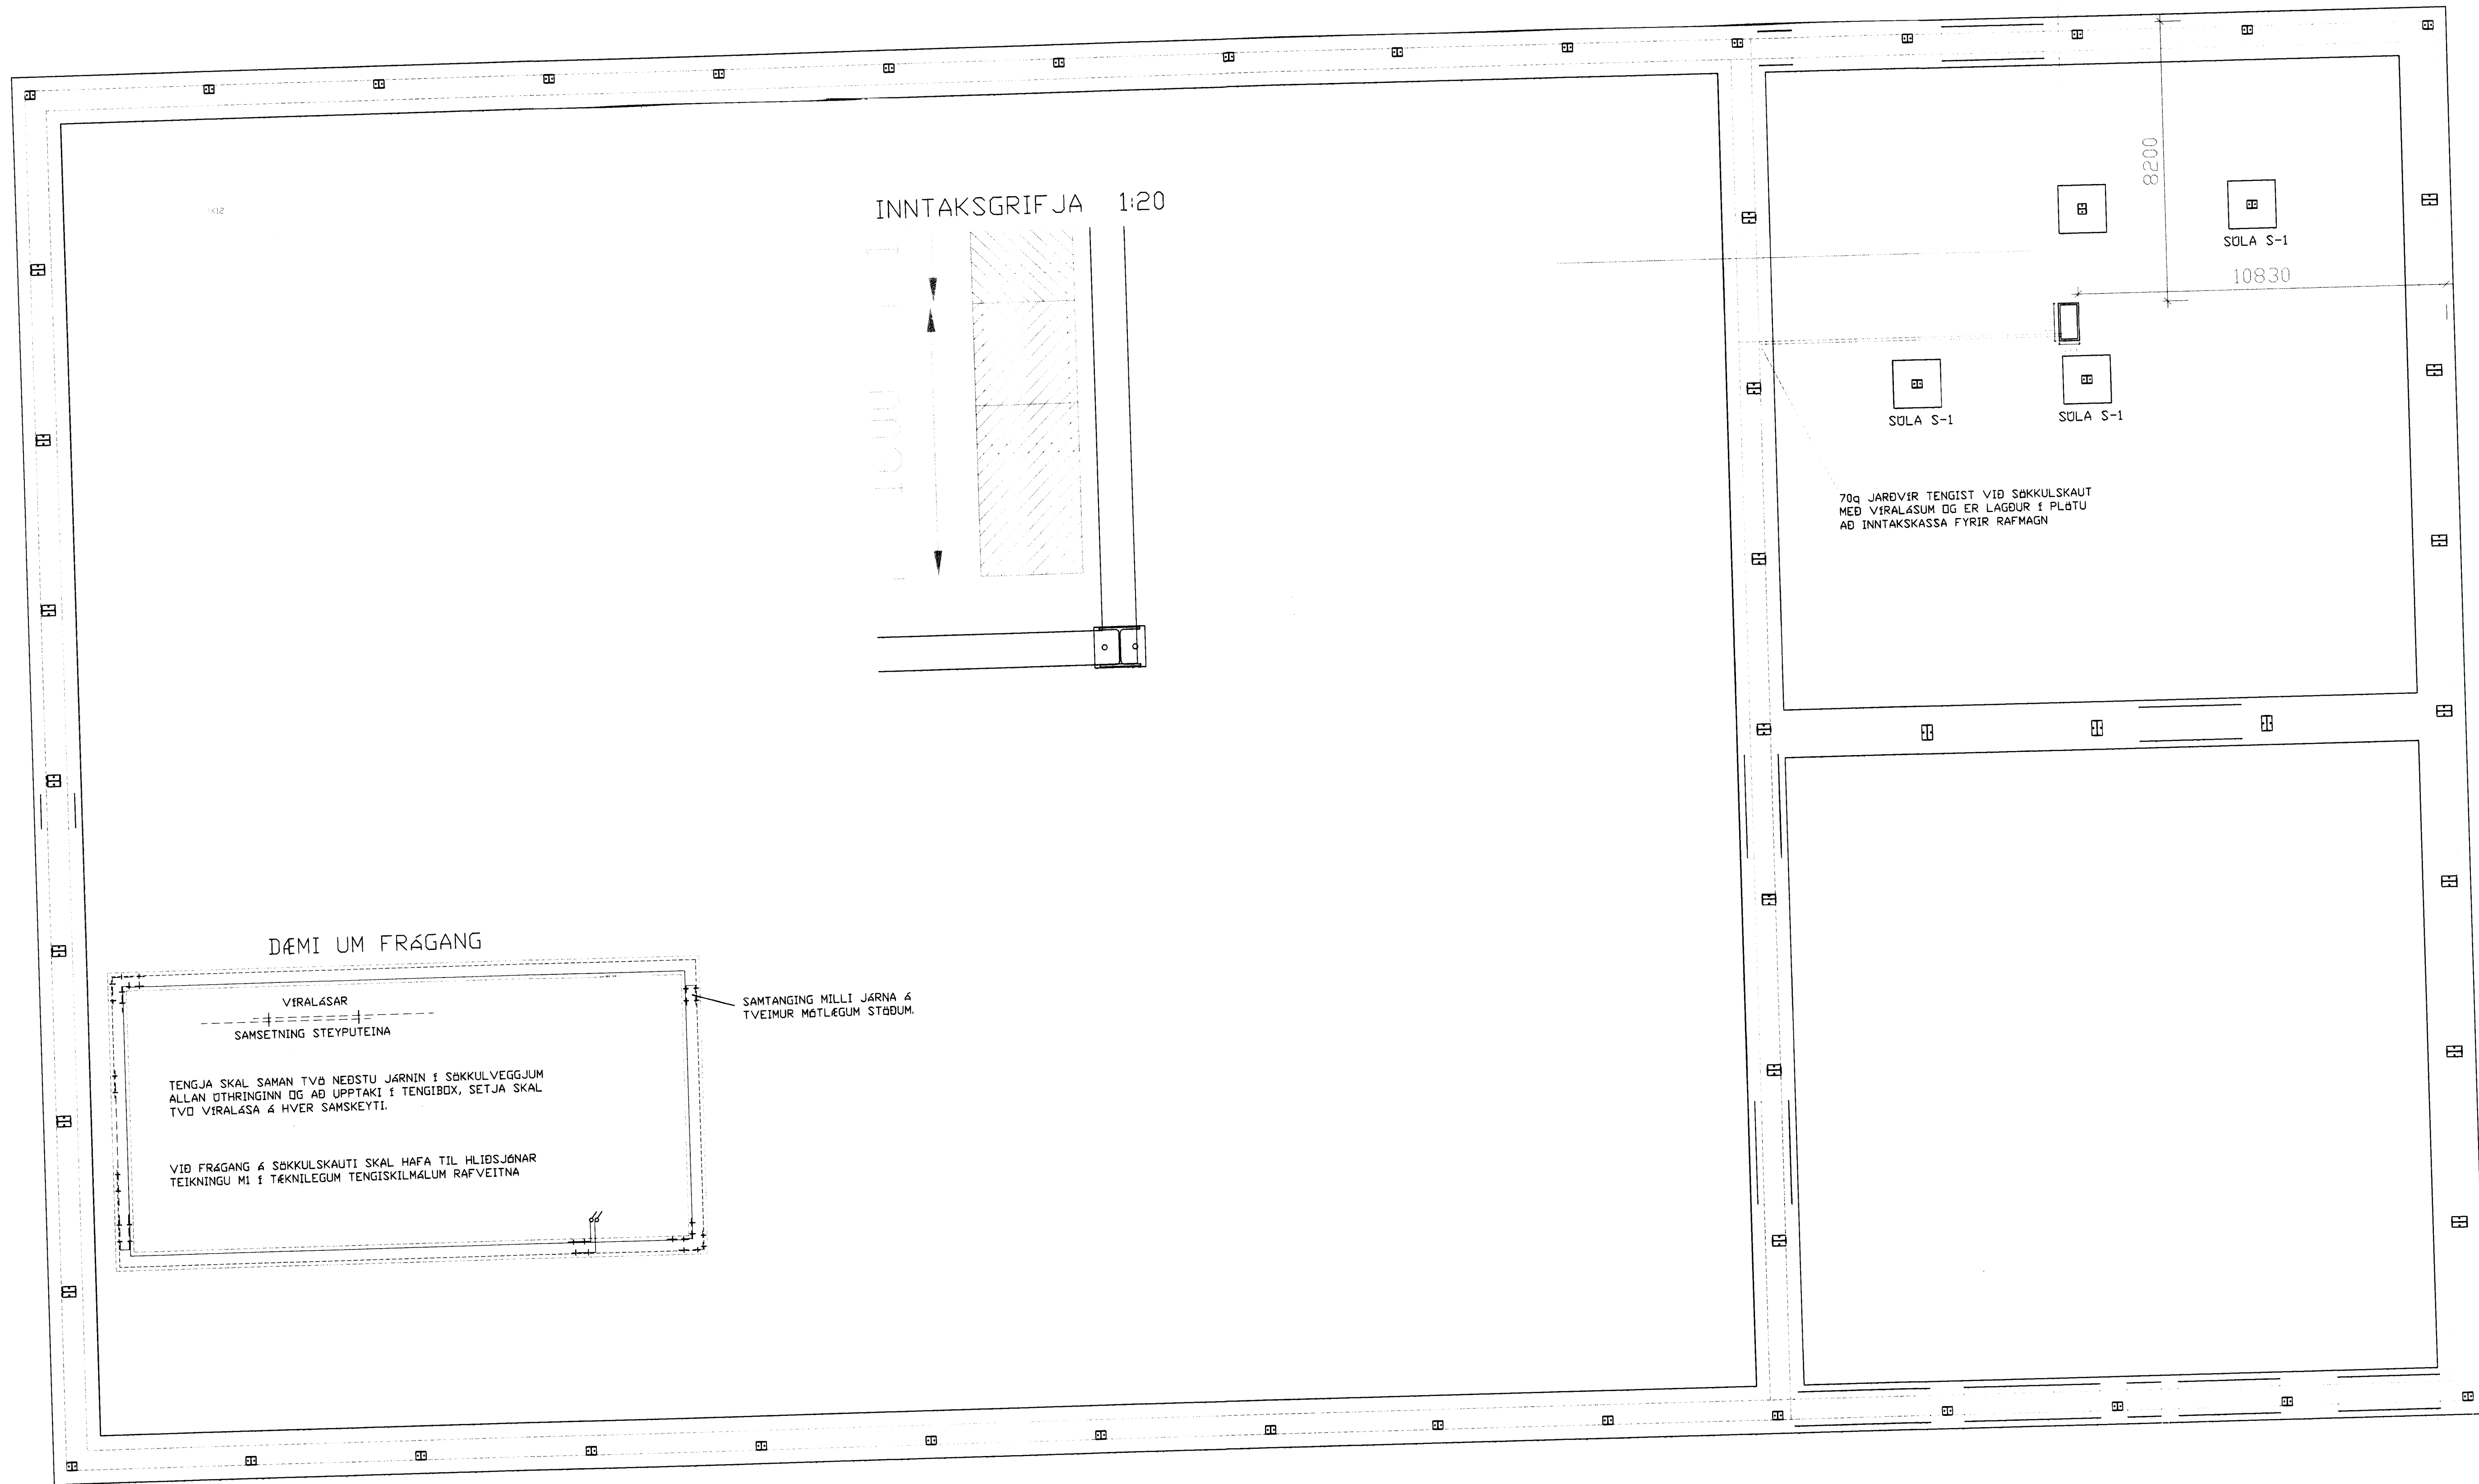 INNTAKSGRIFJA 1:20
8200
SÚLA S-1
10830
SÚLA S-1
SÚLA S-1
70q JARÐVÍR TENGIST VIÐ SÖKKULSKAUT
MEÐ VÍRALÁSUM OG ER LAGÐUR Í PLÖTU
AÐ INNTAKSKASSA FYRIR RAFMAGN
DÆMI UM FRÁGANG
VÍRALÁSAR
SAMSETNING STEYPUTEINA
SAMTANGING MILLI JÁRNA Á
TVEIMUR MÓTLÆGUM STÖÐUM.
TENGJA SKAL SAMAN TVÖ NEÐSTU JÁRNIN Í SÖKKULVEGGJUM
ALLAN ÚTHRINGINN OG AÐ UPPTAKI Í TENGIBOX, SETJA SKAL
TVO VÍRALÁSA Á HVER SAMSKEYTI.
VIÐ FRÁGANG Á SÖKKULSKAUTI SKAL HAFA TIL HLIÐSJÓNAR
TEIKNINGU M1 Í TÆKNILEGUM TENGISKILMÁLUM RAFVEITNA